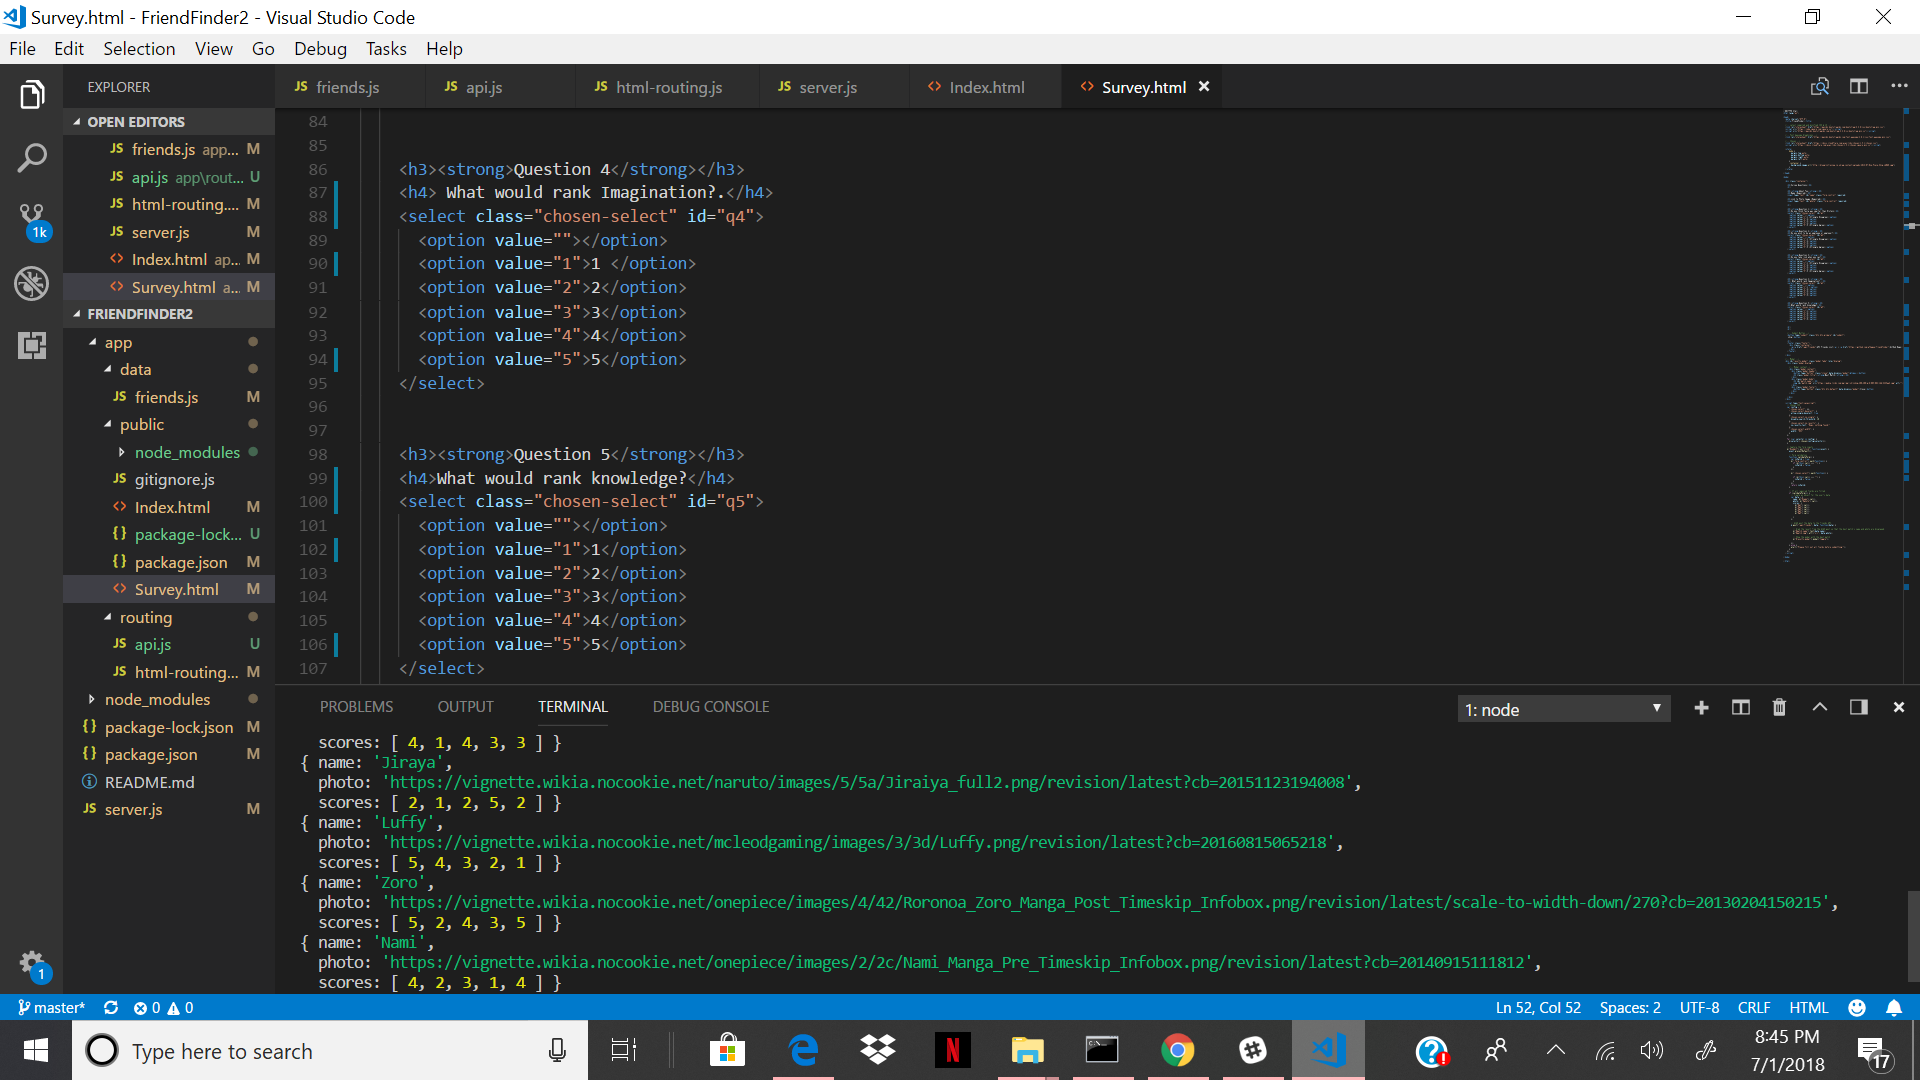 Survey.html - FriendFinder2 - Visual Studio Code
File Edit Selection View Go Debug Tasks Help
EXPLORER
JS friends.js
JS api.js
JS html-routing.js
JS server.js
<> Index.html
<> Survey.html
OPEN EDITORS
JS friends.js app... M
JS api.js app\rout... U
JS html-routing.... M
JS server.js M
<> Index.html ap... M
<> Survey.html a... M
FRIENDFINDER2
app
data
JS friends.js M
public
node_modules
JS gitignore.js
<> Index.html M
{} package-lock... U
{} package.json M
<> Survey.html M
routing
JS api.js U
JS html-routing... M
node_modules
{} package-lock.json M
{} package.json M
README.md
JS server.js M
1k
1
84
85
86 <h3><strong>Question 4</strong></h3>
87 <h4> What would rank Imagination?.</h4>
88 <select class="chosen-select" id="q4">
89 <option value=""></option>
90 <option value="1">1 </option>
91 <option value="2">2</option>
92 <option value="3">3</option>
93 <option value="4">4</option>
94 <option value="5">5</option>
95 </select>
96
97
98 <h3><strong>Question 5</strong></h3>
99 <h4>What would rank knowledge?</h4>
100 <select class="chosen-select" id="q5">
101 <option value=""></option>
102 <option value="1">1</option>
103 <option value="2">2</option>
104 <option value="3">3</option>
105 <option value="4">4</option>
106 <option value="5">5</option>
107 </select>
PROBLEMS OUTPUT TERMINAL DEBUG CONSOLE
1: node
scores: [ 4, 1, 4, 3, 3 ] }
{ name: 'Jiraya',
photo: 'https://vignette.wikia.nocookie.net/naruto/images/5/5a/Jiraiya_full2.png/revision/latest?cb=20151123194008',
scores: [ 2, 1, 2, 5, 2 ] }
{ name: 'Luffy',
photo: 'https://vignette.wikia.nocookie.net/mcleodgaming/images/3/3d/Luffy.png/revision/latest?cb=20160815065218',
scores: [ 5, 4, 3, 2, 1 ] }
{ name: 'Zoro',
photo: 'https://vignette.wikia.nocookie.net/onepiece/images/4/42/Roronoa_Zoro_Manga_Post_Timeskip_Infobox.png/revision/latest/scale-to-width-down/270?cb=20130204150215',
scores: [ 5, 2, 4, 3, 5 ] }
{ name: 'Nami',
photo: 'https://vignette.wikia.nocookie.net/onepiece/images/2/2c/Nami_Manga_Pre_Timeskip_Infobox.png/revision/latest?cb=20140915111812',
scores: [ 4, 2, 3, 1, 4 ] }
master* 0 0
Ln 52, Col 52 Spaces: 2 UTF-8 CRLF HTML
Type here to search
8:45 PM
7/1/2018
17